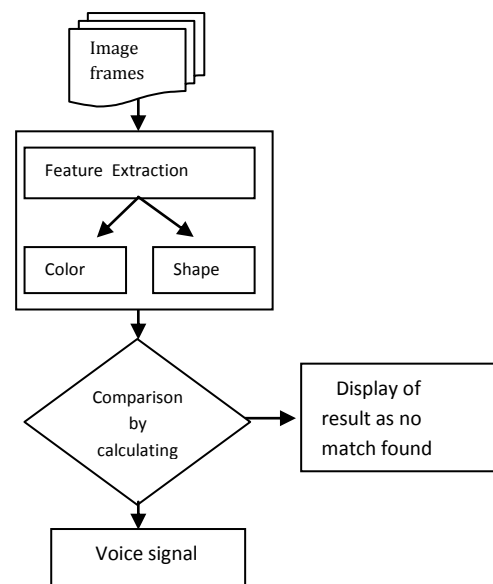 Image
frames
Feature Extraction
Color
Shape
Comparison
by
calculating
Display of
result as no
match found
Voice signal